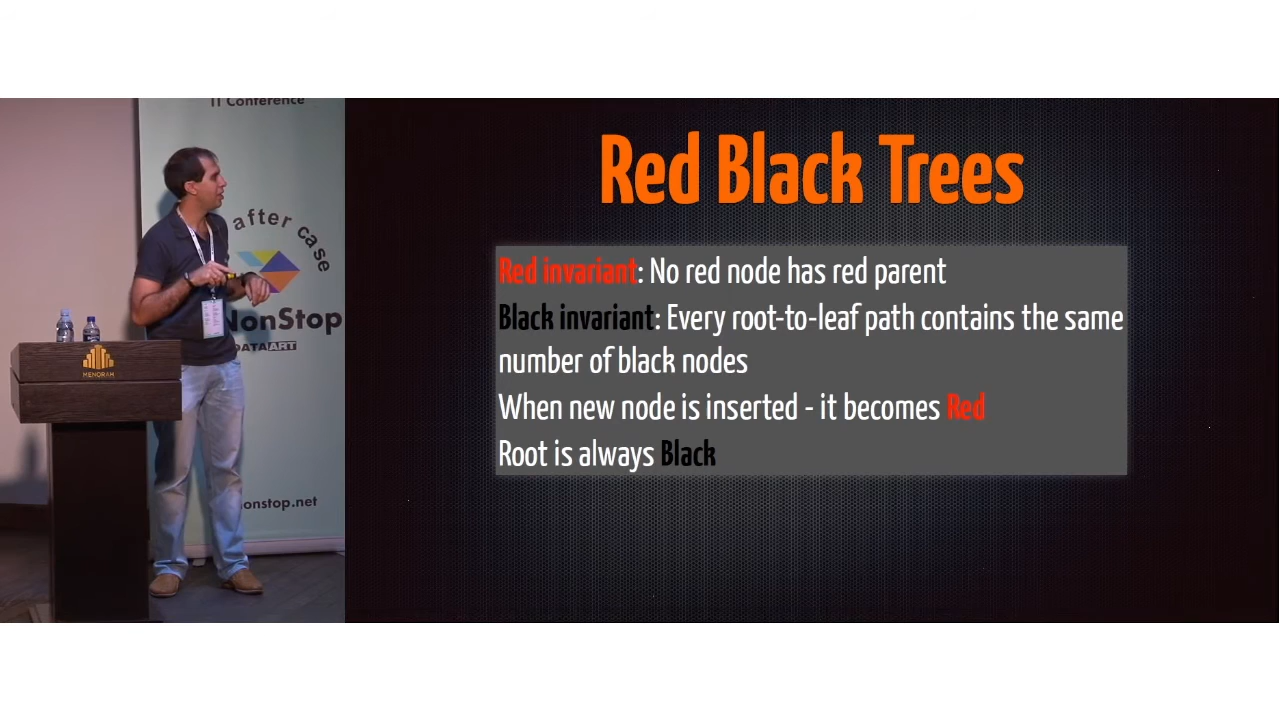 IT Conference
after case
NonStop
DATAART
MENORAH
onstop.net
Red Black Trees
Red invariant: No red node has red parent
Black invariant: Every root-to-leaf path contains the same
number of black nodes
When new node is inserted - it becomes Red
Root is always Black